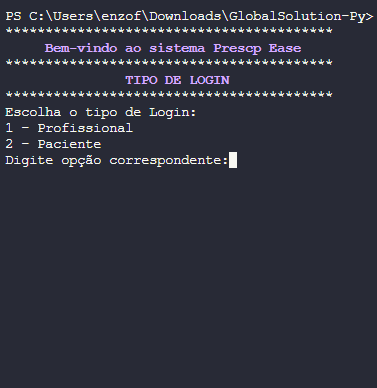 PS C:\Users\enzof\Downloads\GlobalSolution-Py>
*****************************************
Bem-vindo ao sistema Prescp Ease
*****************************************
TIPO DE LOGIN
*****************************************
Escolha o tipo de Login:
1 - Profissional
2 - Paciente
Digite opção correspondente: